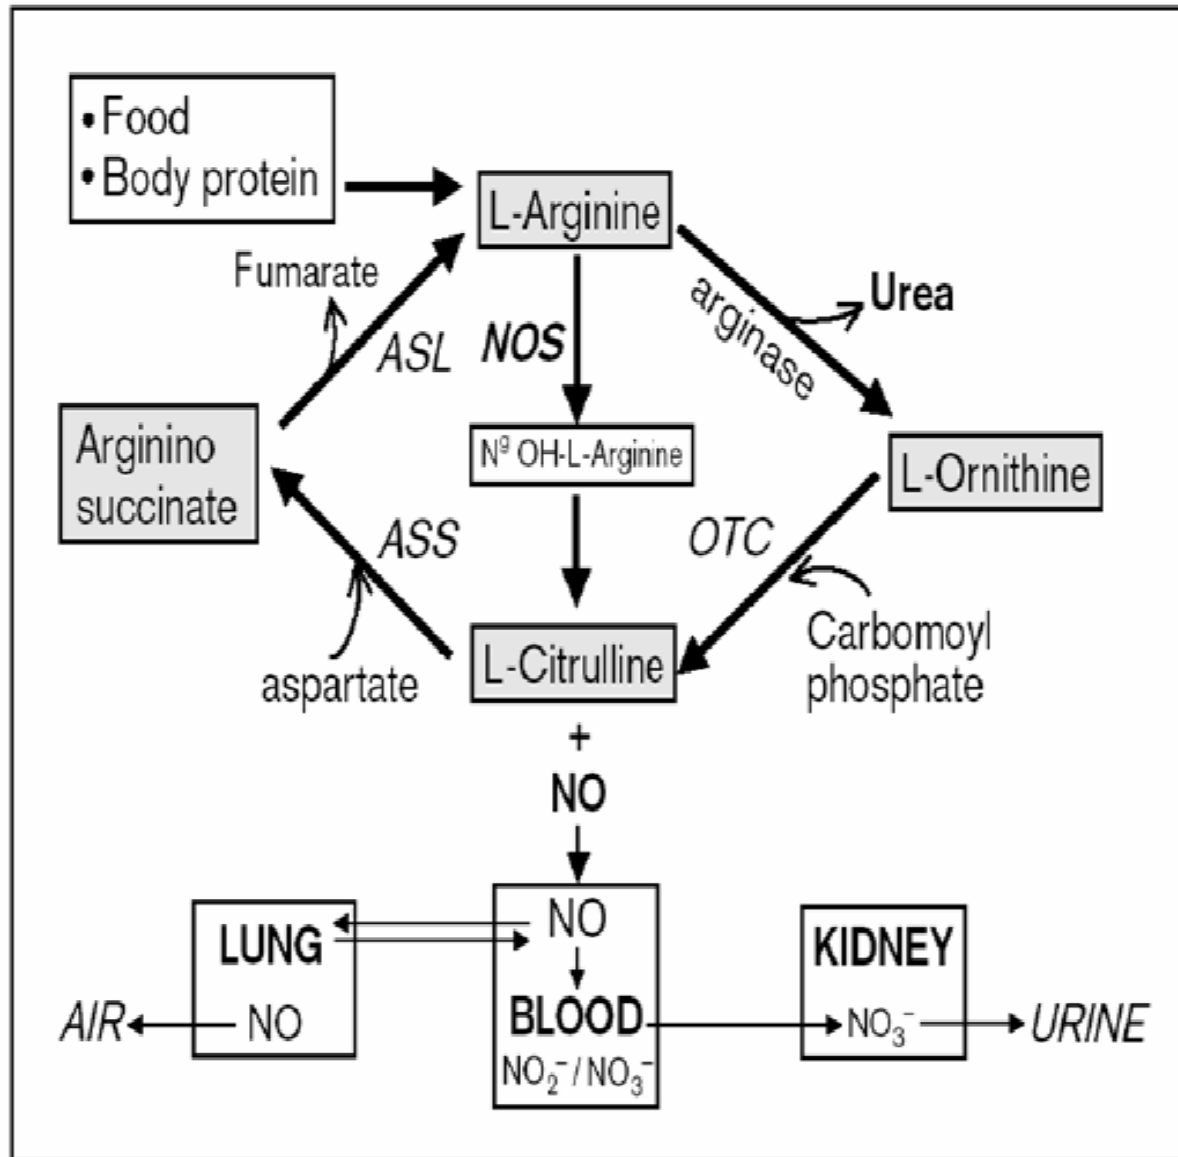 • Food
• Body protein
L-Arginine
Fumarate
Urea
arginase
ASL
NOS
Arginino
succinate
N⁹ OH-L-Arginine
L-Ornithine
ASS
OTC
aspartate
L-Citrulline
Carbomoyl
phosphate
+
NO
NO
LUNG
KIDNEY
AIR
NO
BLOOD
NO₃⁻
URINE
NO₂⁻/NO₃⁻